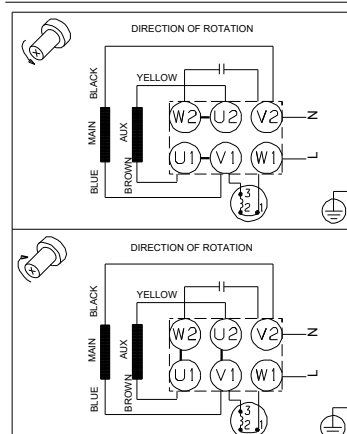 DIRECTION OF ROTATION
BLACK
YELLOW
MAIN
AUX
W2 U2 V2 N
U1 V1 W1 L
BLUE
BROWN
3
2 1
DIRECTION OF ROTATION
BLACK
YELLOW
MAIN
AUX
W2 U2 V2 N
U1 V1 W1 L
BLUE
BROWN
3
2 1